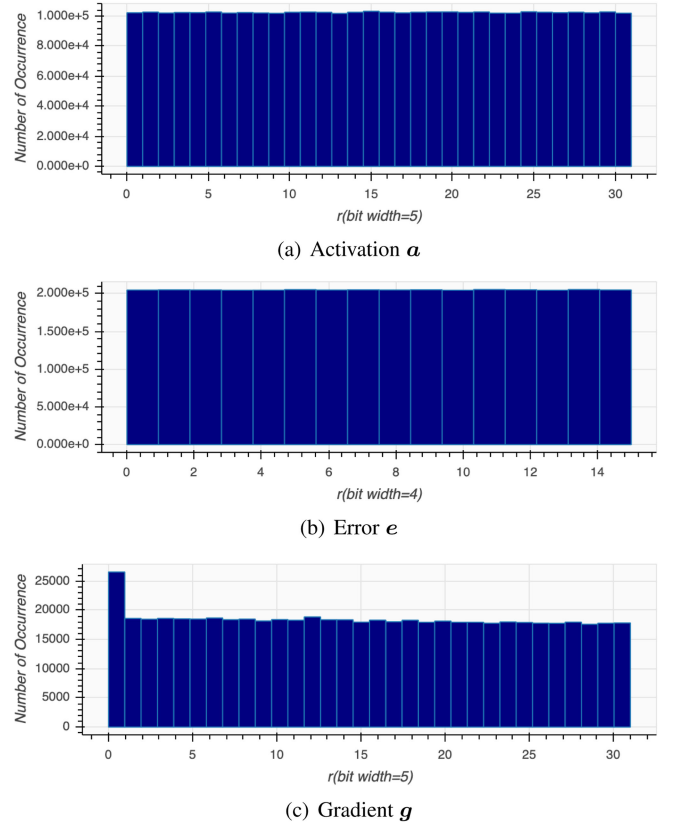 1.000e+5
8.000e+4
6.000e+4
4.000e+4
2.000e+4
0.000e+0
Number of Occurrence
0 5 10 15 20 25 30
r(bit width=5)
(a) Activation a
2.000e+5
1.500e+5
1.000e+5
5.000e+4
0.000e+0
Number of Occurrence
0 2 4 6 8 10 12 14
r(bit width=4)
(b) Error e
25000
20000
15000
10000
5000
0
Number of Occurrence
0 5 10 15 20 25 30
r(bit width=5)
(c) Gradient g